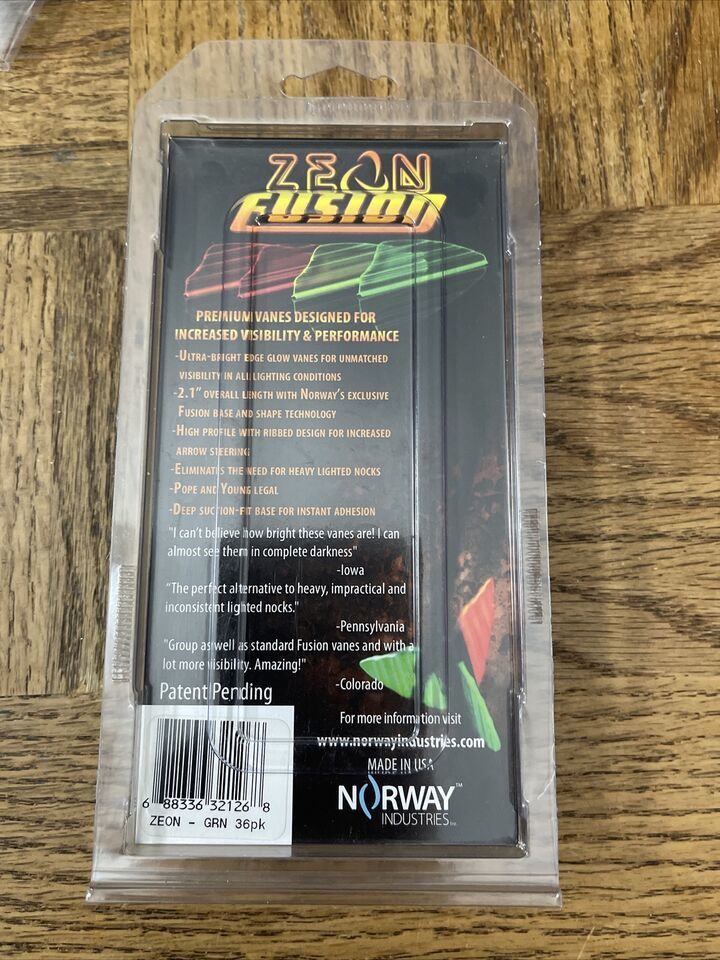 ZEON
FUSION
PREMIUM VANES DESIGNED FOR
INCREASED VISIBILITY & PERFORMANCE
-ULTRA-BRIGHT EDGE GLOW VANES FOR UNMATCHED
VISIBILITY IN ALL LIGHTING CONDITIONS
-2.1" OVERALL LENGTH WITH NORWAY'S EXCLUSIVE
FUSION BASE AND SHAPE TECHNOLOGY
-HIGH PROFILE WITH RIBBED DESIGN FOR INCREASED
ARROW STEERING
-ELIMINATES THE NEED FOR HEAVY LIGHTED NOCKS
-POPE AND YOUNG LEGAL
-DEEP SUCTION-FIT BASE FOR INSTANT ADHESION
"I can't believe how bright these vanes are! I can
almost see them in complete darkness"
-Iowa
"The perfect alternative to heavy, impractical and
inconsistent lighted nocks."
-Pennsylvania
"Group as well as standard Fusion vanes and with a
lot more visibility. Amazing!"
-Colorado
Patent Pending
For more information visit
www.norwayindustries.com
MADE IN USA
NORWAY™
INDUSTRIES Inc.
6 88336 32126 8
ZEON - GRN 36pk